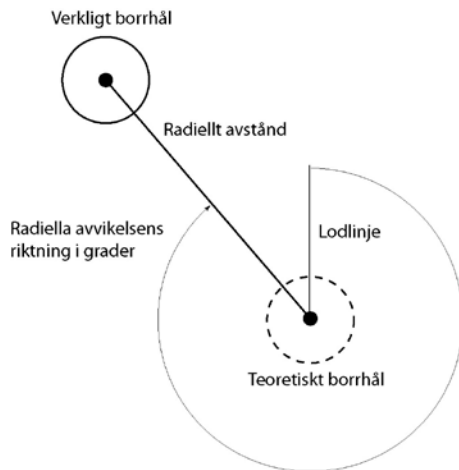 Verkligt borrhål
Radiellt avstånd
Radiella avvikelsens
riktning i grader
Lodlinje
Teoretiskt borrhål